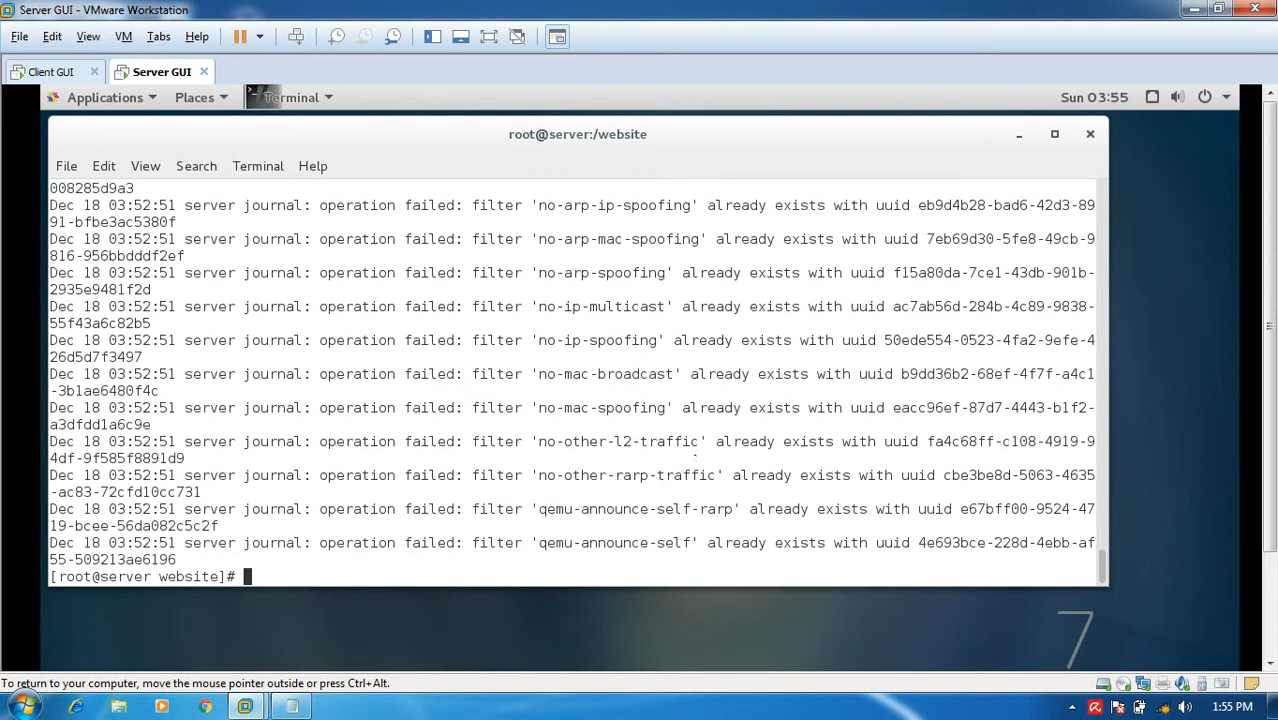 Server GUI - VMware Workstation
File Edit View VM Tabs Help
Client GUI Server GUI
Applications Places Terminal Sun 03:55
root@server:/website
File Edit View Search Terminal Help
008285d9a3
Dec 18 03:52:51 server journal: operation failed: filter 'no-arp-ip-spoofing' already exists with uuid eb9d4b28-bad6-42d3-89
91-bfbe3ac5380f
Dec 18 03:52:51 server journal: operation failed: filter 'no-arp-mac-spoofing' already exists with uuid 7eb69d30-5fe8-49cb-9
816-956bbdddf2ef
Dec 18 03:52:51 server journal: operation failed: filter 'no-arp-spoofing' already exists with uuid f15a80da-7ce1-43db-901b-
2935e9481f2d
Dec 18 03:52:51 server journal: operation failed: filter 'no-ip-multicast' already exists with uuid ac7ab56d-284b-4c89-9838-
55f43a6c82b5
Dec 18 03:52:51 server journal: operation failed: filter 'no-ip-spoofing' already exists with uuid 50ede554-0523-4fa2-9efe-4
26d5d7f3497
Dec 18 03:52:51 server journal: operation failed: filter 'no-mac-broadcast' already exists with uuid b9dd36b2-68ef-4f7f-a4c1
-3b1ae6480f4c
Dec 18 03:52:51 server journal: operation failed: filter 'no-mac-spoofing' already exists with uuid eacc96ef-87d7-4443-b1f2-
a3dfdd1a6c9e
Dec 18 03:52:51 server journal: operation failed: filter 'no-other-l2-traffic' already exists with uuid fa4c68ff-c108-4919-9
4df-9f585f8891d9
Dec 18 03:52:51 server journal: operation failed: filter 'no-other-rarp-traffic' already exists with uuid cbe3be8d-5063-4635
-ac83-72cfd10cc731
Dec 18 03:52:51 server journal: operation failed: filter 'qemu-announce-self-rarp' already exists with uuid e67bff00-9524-47
19-bcee-56da082c5c2f
Dec 18 03:52:51 server journal: operation failed: filter 'qemu-announce-self' already exists with uuid 4e693bce-228d-4ebb-af
55-509213ae6196
[root@server website]#
7
To return to your computer, move the mouse pointer outside or press Ctrl+Alt.
1:55 PM